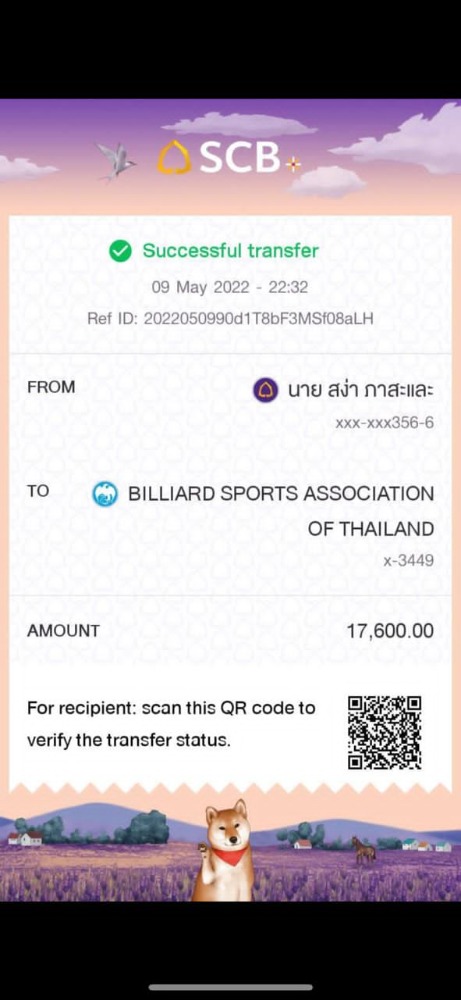 SCB
Successful transfer
09 May 2022 - 22:32
Ref ID: 2022050990d1T8bF3MSf08aLH
FROM
นาย สง่า ภาสะและ
xxx-xxx356-6
TO
BILLIARD SPORTS ASSOCIATION
OF THAILAND
x-3449
AMOUNT
17,600.00
For recipient: scan this QR code to
verify the transfer status.